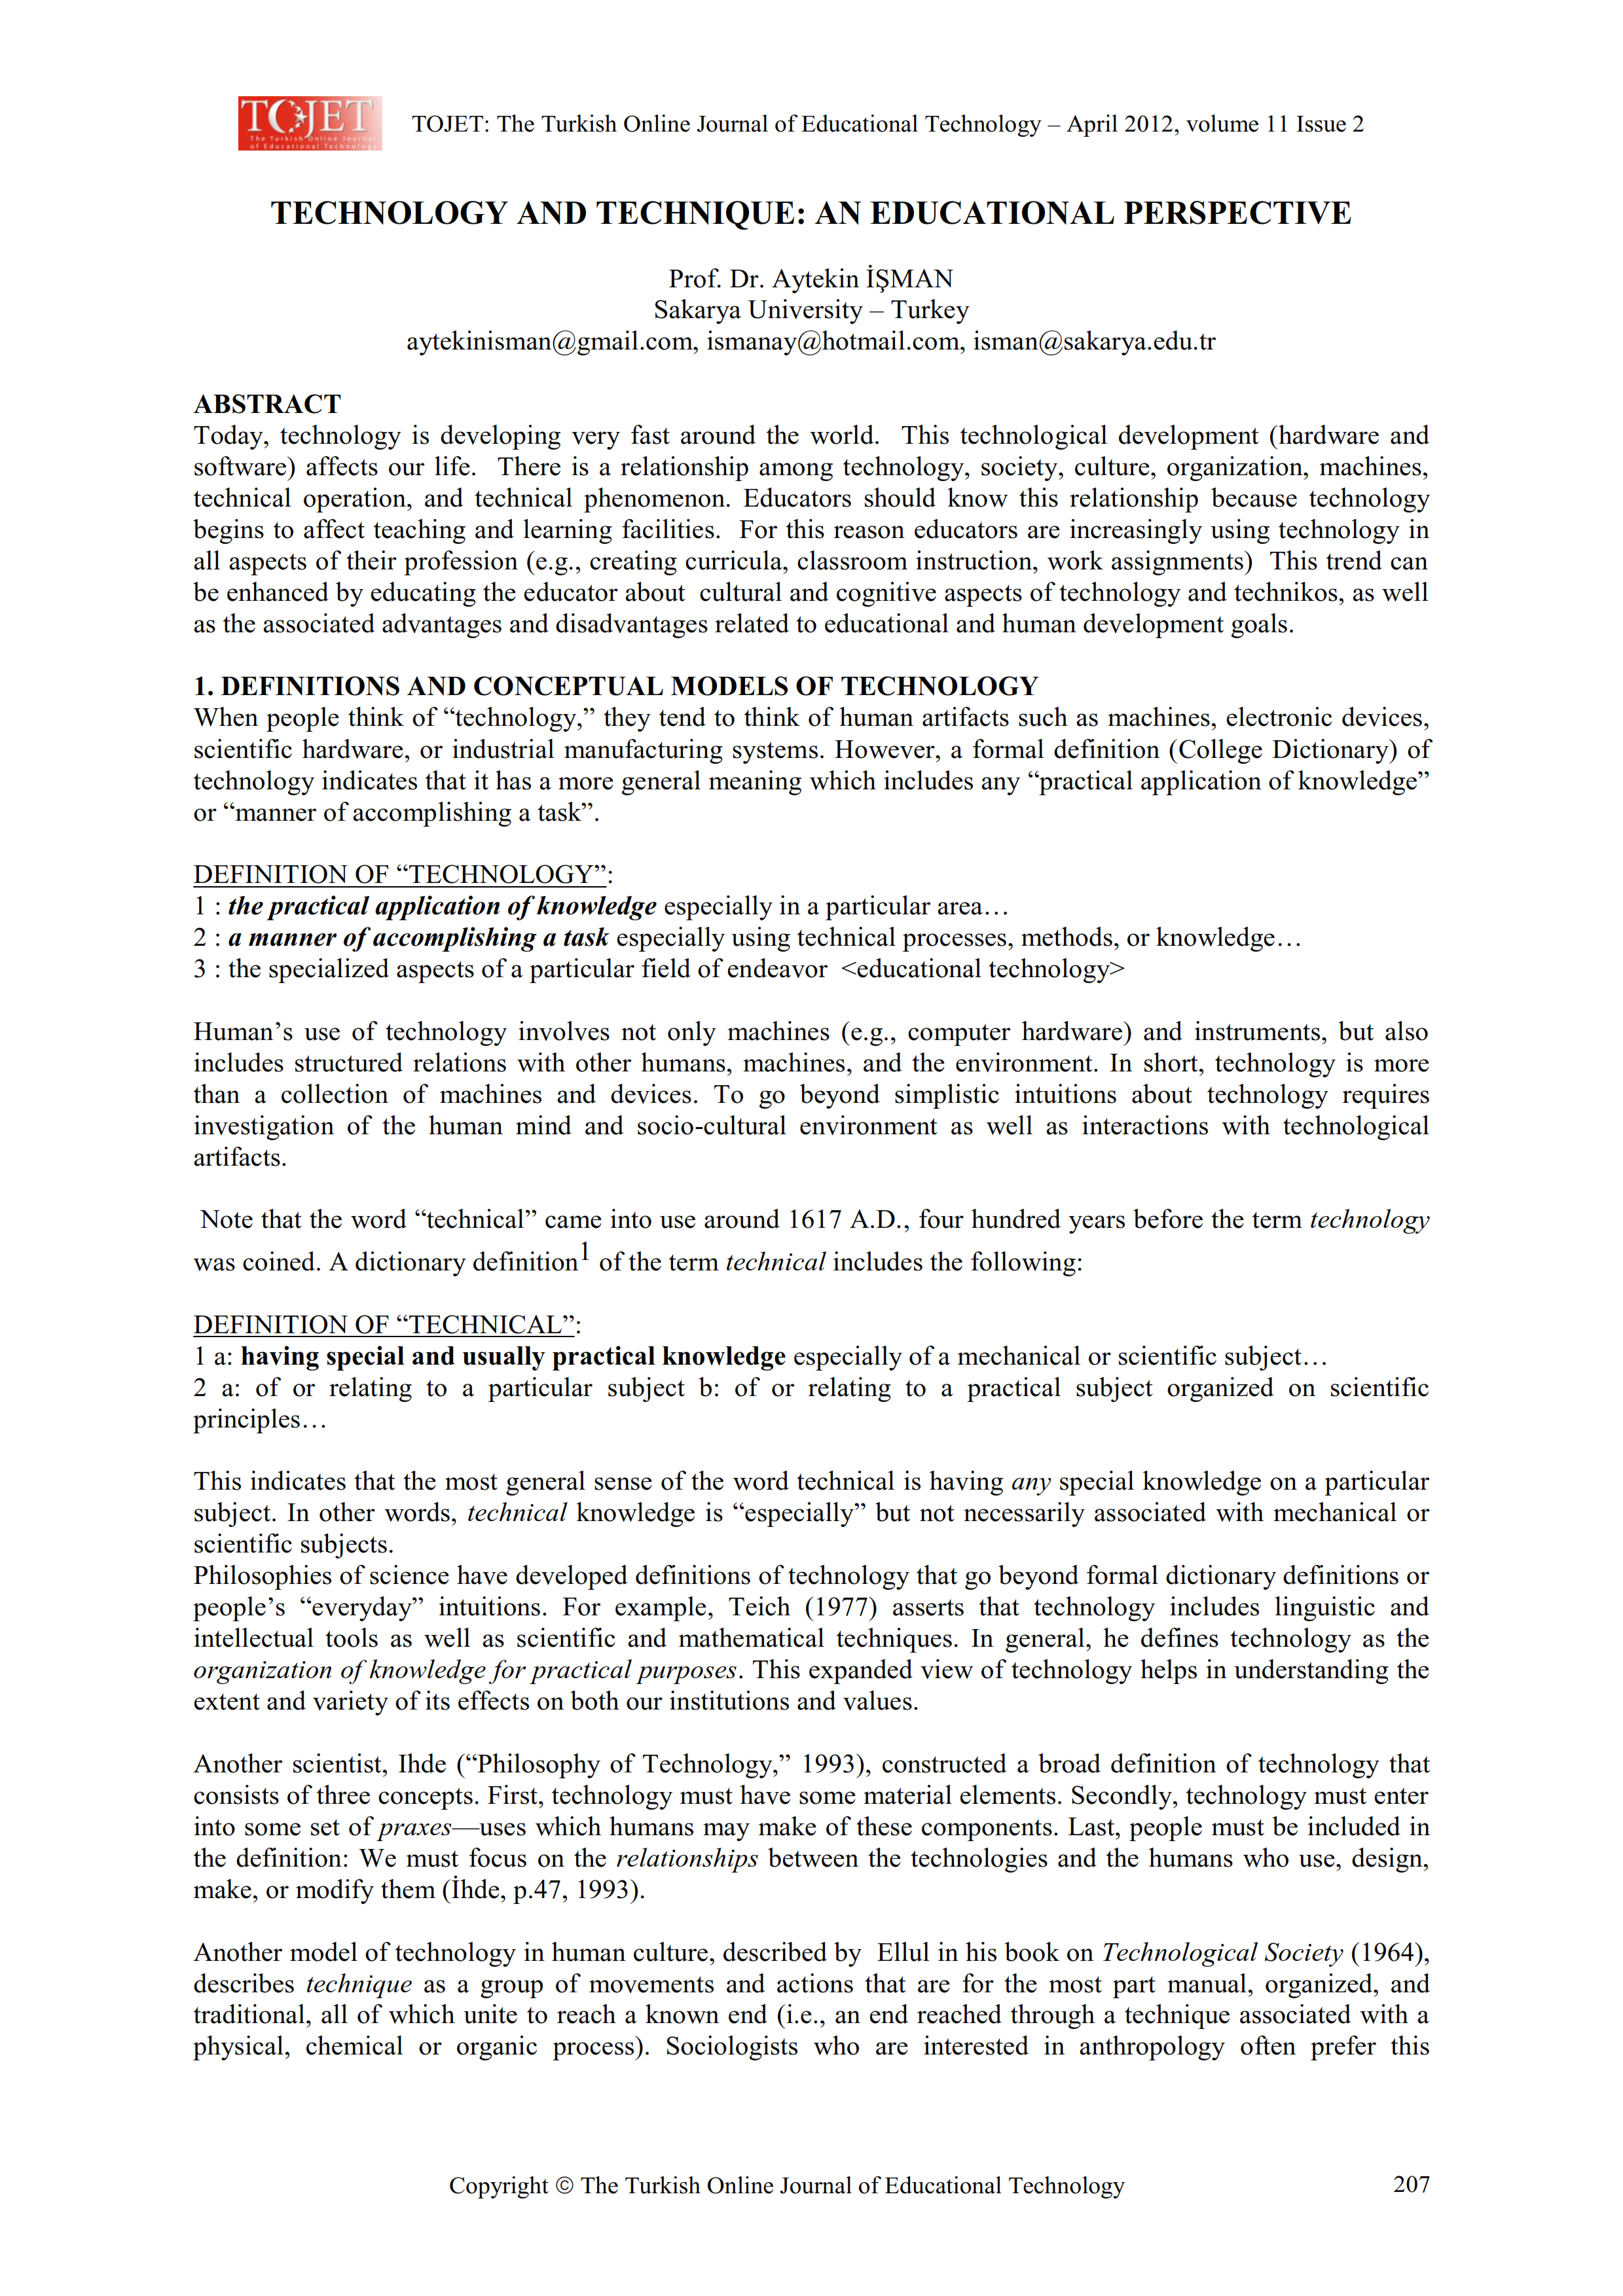 TOJET
The Turkish Online Journal
of Educational Technology
TOJET: The Turkish Online Journal of Educational Technology – April 2012, volume 11 Issue 2
TECHNOLOGY AND TECHNIQUE: AN EDUCATIONAL PERSPECTIVE
Prof. Dr. Aytekin İŞMAN
Sakarya University – Turkey
aytekinisman@gmail.com, ismanay@hotmail.com, isman@sakarya.edu.tr
ABSTRACT
Today, technology is developing very fast around the world.  This technological development (hardware and
software) affects our life.  There is a relationship among technology, society, culture, organization, machines,
technical operation, and technical phenomenon. Educators should know this relationship because technology
begins to affect teaching and learning facilities.  For this reason educators are increasingly using technology in
all aspects of their profession (e.g., creating curricula, classroom instruction, work assignments)  This trend can
be enhanced by educating the educator about  cultural and cognitive aspects of technology and technikos, as well
as the associated advantages and disadvantages related to educational and human development goals.
1. DEFINITIONS AND CONCEPTUAL MODELS OF TECHNOLOGY
When people think of “technology,” they tend to think of human artifacts such as machines, electronic devices,
scientific hardware, or industrial manufacturing systems. However, a formal definition (College Dictionary) of
technology indicates that it has a more general meaning which includes any “practical application of knowledge”
or “manner of accomplishing a task”.
DEFINITION OF “TECHNOLOGY”:
1 : the practical application of knowledge especially in a particular area…
2 : a manner of accomplishing a task especially using technical processes, methods, or knowledge…
3 : the specialized aspects of a particular field of endeavor  <educational technology>
Human’s use of technology involves not only machines (e.g., computer hardware) and instruments, but also
includes structured relations with other humans, machines, and the environment. In short, technology is more
than a collection of machines and devices. To go beyond simplistic intuitions about technology requires
investigation of the human mind and socio-cultural environment as well as interactions with technological
artifacts.
Note that the word “technical” came into use around 1617 A.D., four hundred years before the term technology
was coined. A dictionary definition1 of the term technical includes the following:
DEFINITION OF “TECHNICAL”:
1 a: having special and usually practical knowledge especially of a mechanical or scientific subject…
2 a: of or relating to a particular subject b: of or relating to a practical subject organized on scientific
principles…
This indicates that the most general sense of the word technical is having any special knowledge on a particular
subject. In other words, technical knowledge is “especially” but not necessarily associated with mechanical or
scientific subjects.
Philosophies of science have developed definitions of technology that go beyond formal dictionary definitions or
people’s “everyday” intuitions. For example, Teich (1977) asserts that technology includes linguistic and
intellectual tools as well as scientific and mathematical techniques. In general, he defines technology as the
organization of knowledge for practical purposes. This expanded view of technology helps in understanding the
extent and variety of its effects on both our institutions and values.
Another scientist, Ihde (“Philosophy of Technology,” 1993), constructed a broad definition of technology that
consists of three concepts. First, technology must have some material elements. Secondly, technology must enter
into some set of praxes—uses which humans may make of these components. Last, people must be included in
the definition: We must focus on the relationships between the technologies and the humans who use, design,
make, or modify them (İhde, p.47, 1993).
Another model of technology in human culture, described by  Ellul in his book on Technological Society (1964),
describes technique as a group of movements and actions that are for the most part manual, organized, and
traditional, all of which unite to reach a known end (i.e., an end reached through a technique associated with a
physical, chemical or organic process). Sociologists who are interested in anthropology often prefer this
Copyright © The Turkish Online Journal of Educational Technology
207